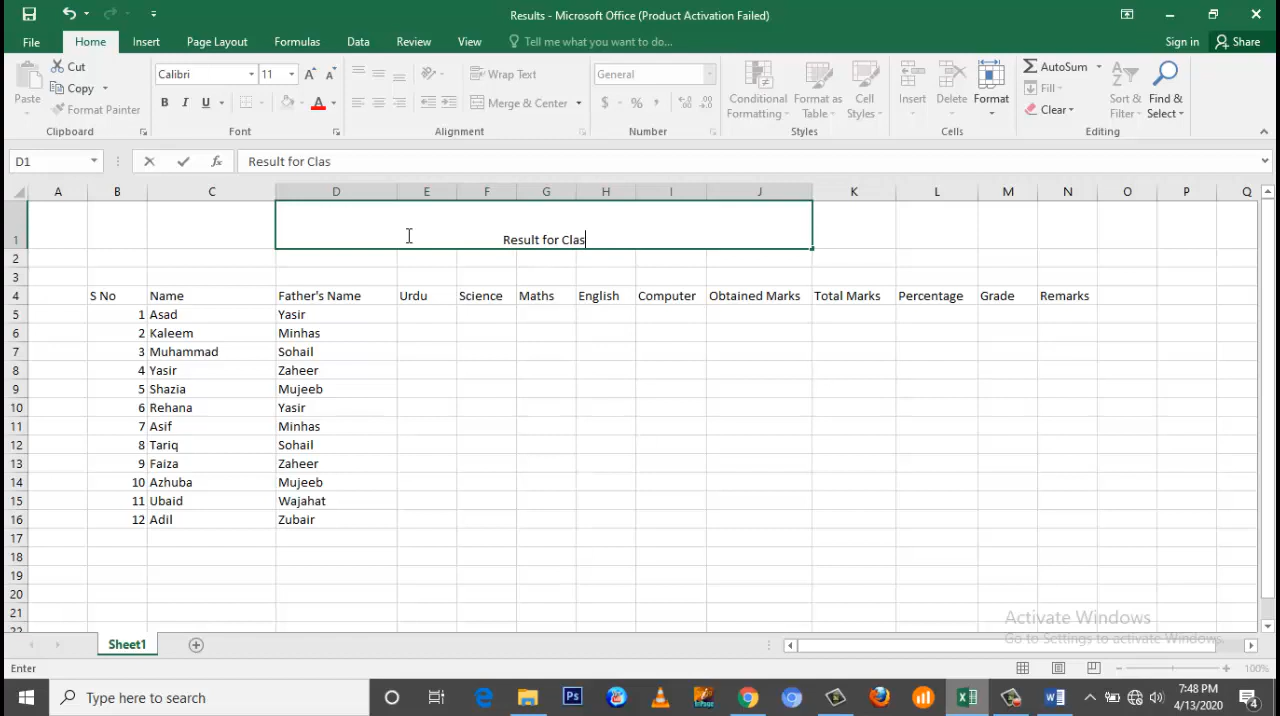 Results - Microsoft Office (Product Activation Failed)
File Home Insert Page Layout Formulas Data Review View Tell me what you want to do... Sign in Share
Paste Cut Copy Format Painter Clipboard
Calibri 11 A A B I U A Font
Wrap Text Merge & Center Alignment
General $ % , Number
Conditional Formatting Format as Table Cell Styles Styles
Insert Delete Format Cells
AutoSum Fill Clear Sort & Filter Find & Select Editing
D1 fx Result for Clas
A B C D E F G H I J K L M N O P Q
1 Result for Clas
2
3
4 S No Name Father's Name Urdu Science Maths English Computer Obtained Marks Total Marks Percentage Grade Remarks
5 1 Asad Yasir
6 2 Kaleem Minhas
7 3 Muhammad Sohail
8 4 Yasir Zaheer
9 5 Shazia Mujeeb
10 6 Rehana Yasir
11 7 Asif Minhas
12 8 Tariq Sohail
13 9 Faiza Zaheer
14 10 Azhuba Mujeeb
15 11 Ubaid Wajahat
16 12 Adil Zubair
17
18
19
20
21
22
Activate Windows
Go to Settings to activate Windows.
Sheet1
Enter 100%
Type here to search Ps 7:48 PM
4/13/2020 4